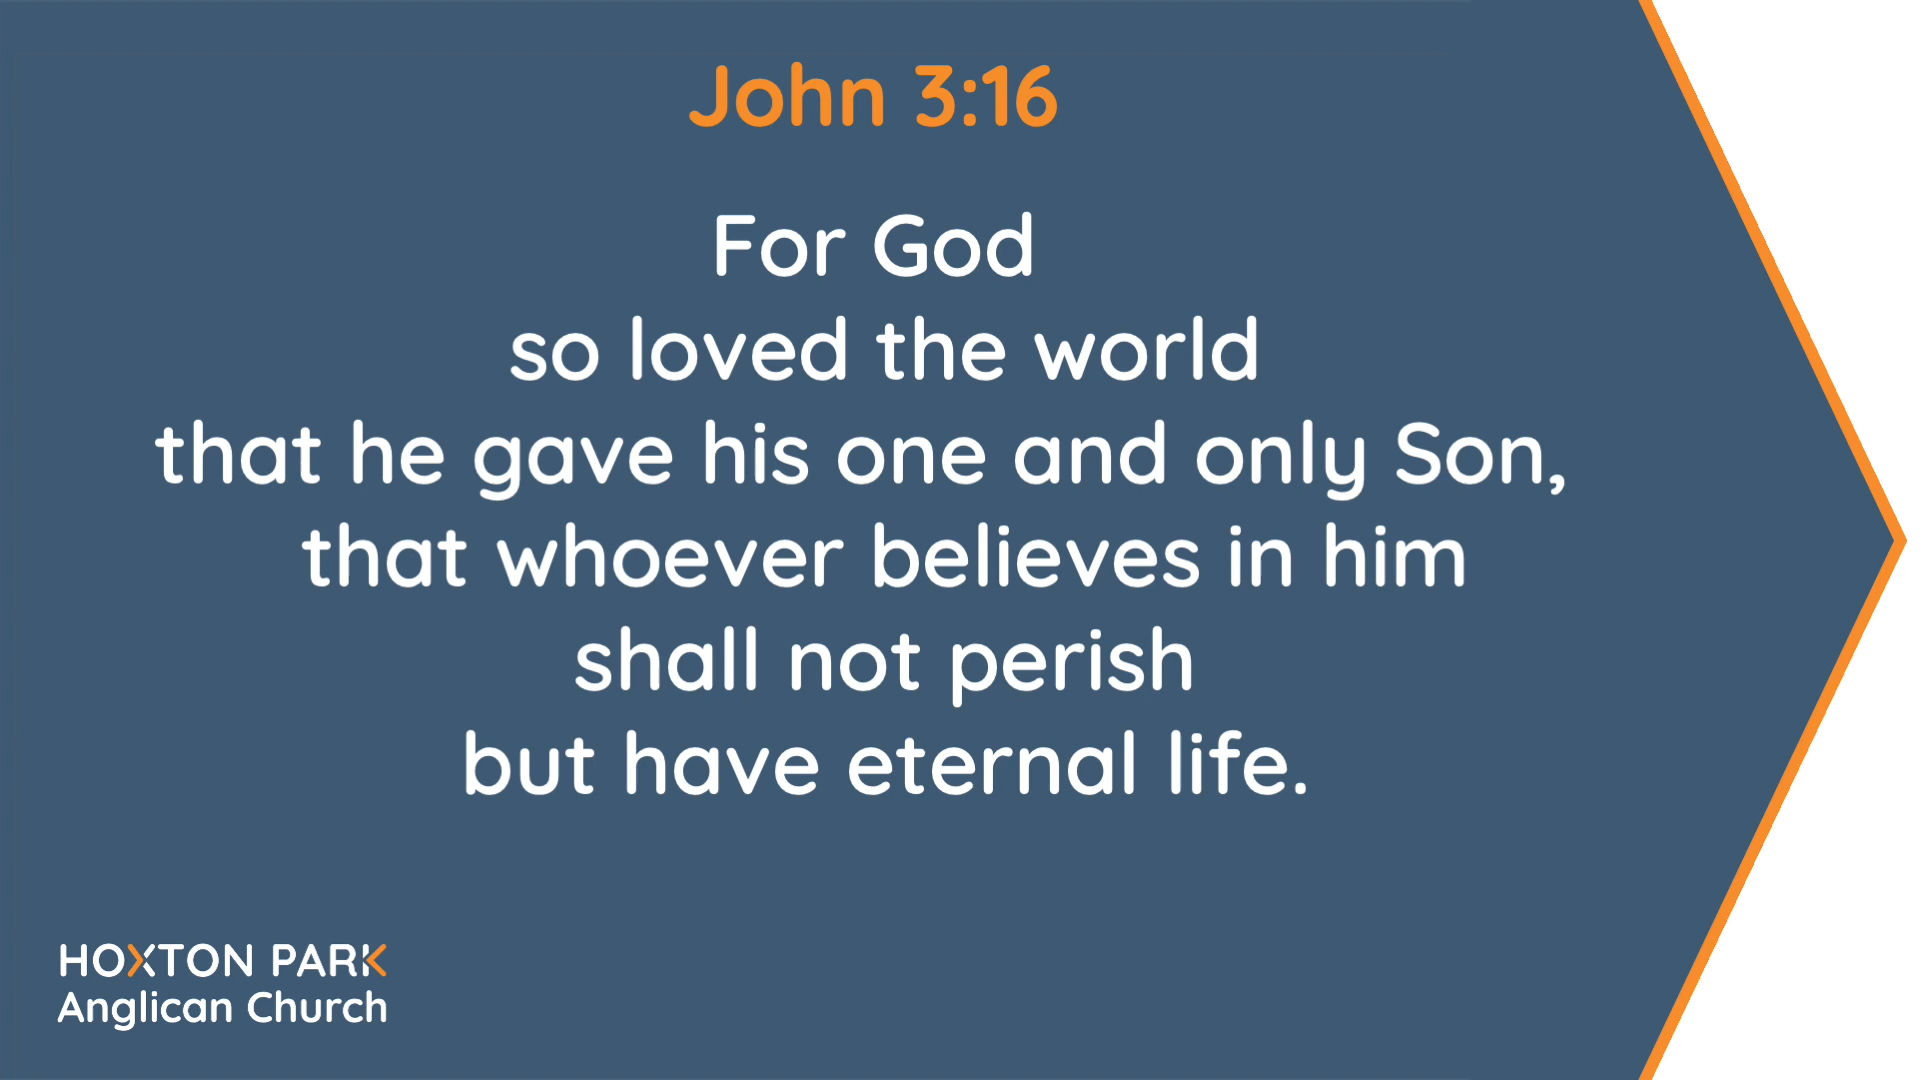 John 3:16
For God
so loved the world
that he gave his one and only Son,
that whoever believes in him
shall not perish
but have eternal life.
HOXTON PARK
Anglican Church